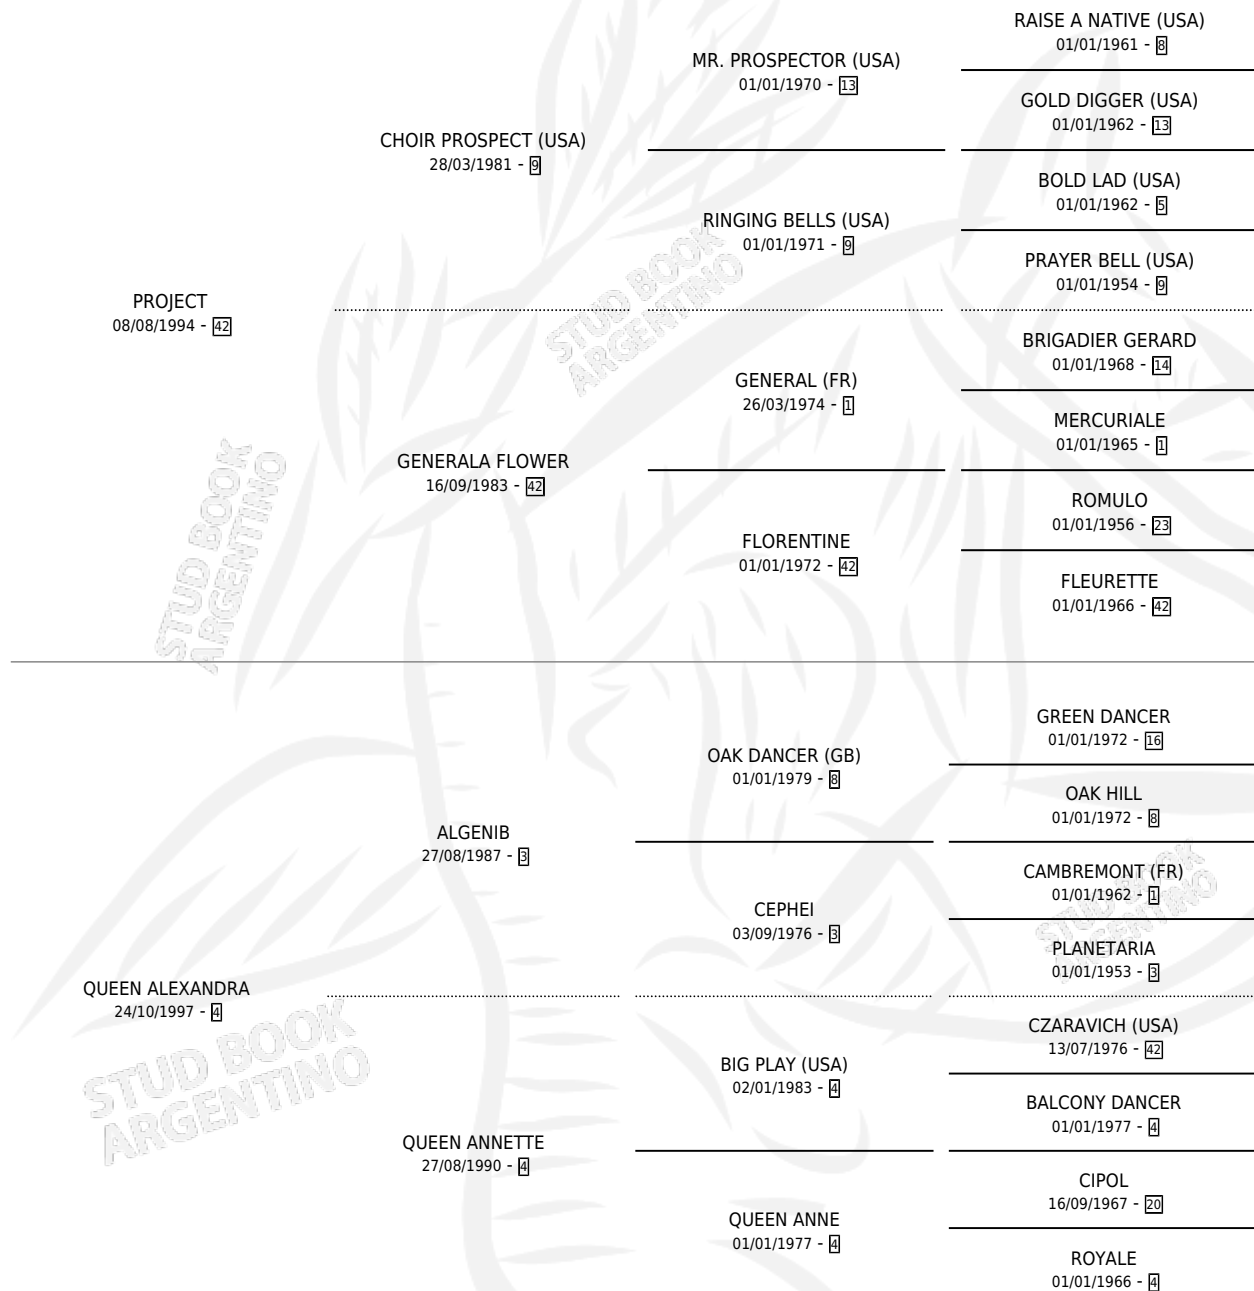 RAISE A NATIVE (USA)
01/01/1961 - 8
MR. PROSPECTOR (USA)
01/01/1970 - 13
GOLD DIGGER (USA)
01/01/1962 - 13
CHOIR PROSPECT (USA)
28/03/1981 - 9
BOLD LAD (USA)
01/01/1962 - 5
RINGING BELLS (USA)
01/01/1971 - 9
PRAYER BELL (USA)
01/01/1954 - 9
PROJECT
08/08/1994 - 42
STUD BOOK
ARGENTINO
BRIGADIER GERARD
01/01/1968 - 14
GENERAL (FR)
26/03/1974 - 1
MERCURIALE
01/01/1965 - 1
GENERALA FLOWER
16/09/1983 - 42
ROMULO
01/01/1956 - 23
FLORENTINE
01/01/1972 - 42
FLEURETTE
01/01/1966 - 42
STUD BOOK
ARGENTINO
GREEN DANCER
01/01/1972 - 16
OAK DANCER (GB)
01/01/1979 - 8
OAK HILL
01/01/1972 - 8
ALGENIB
27/08/1987 - 3
CAMBREMONT (FR)
01/01/1962 - 1
CEPHEI
03/09/1976 - 3
PLANETARIA
01/01/1953 - 3
STUD BOOK
ARGENTINO
QUEEN ALEXANDRA
24/10/1997 - 4
STUD BOOK
ARGENTINO
CZARAVICH (USA)
13/07/1976 - 42
BIG PLAY (USA)
02/01/1983 - 4
BALCONY DANCER
01/01/1977 - 4
QUEEN ANNETTE
27/08/1990 - 4
CIPOL
16/09/1967 - 20
QUEEN ANNE
01/01/1977 - 4
ROYALE
01/01/1966 - 4